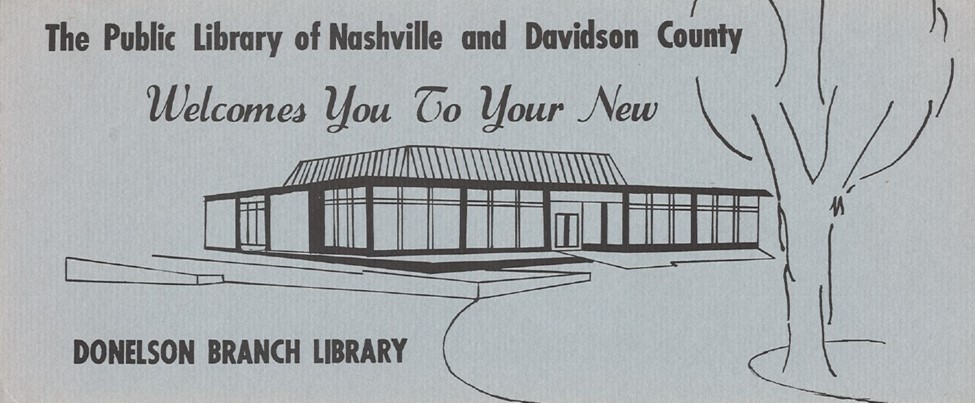 The Public Library of Nashville and Davidson County
Welcomes You To Your New
DONELSON BRANCH LIBRARY